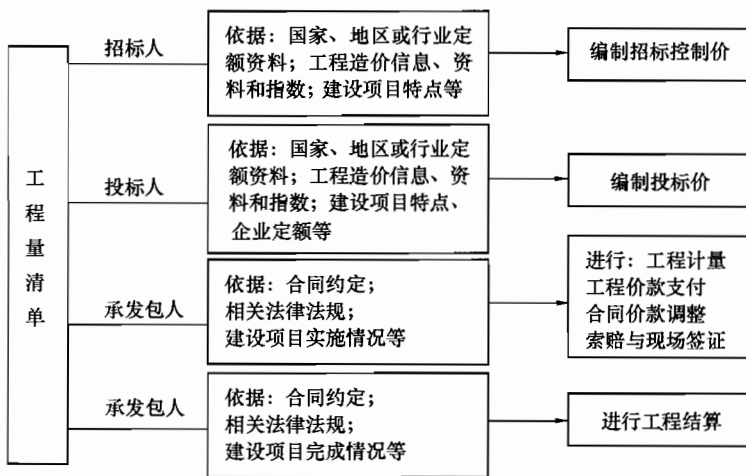 工程量清单
招标人
依据：国家、地区或行业定
额资料；工程造价信息、资
料和指数；建设项目特点等
编制招标控制价
投标人
依据：国家、地区或行业定
额资料；工程造价信息、资
料和指数；建设项目特点、
企业定额等
编制投标价
承发包人
依据：合同约定；
相关法律法规；
建设项目实施情况等
进行：工程计量
工程价款支付
合同价款调整
索赔与现场签证
承发包人
依据：合同约定；
相关法律法规；
建设项目完成情况等
进行工程结算